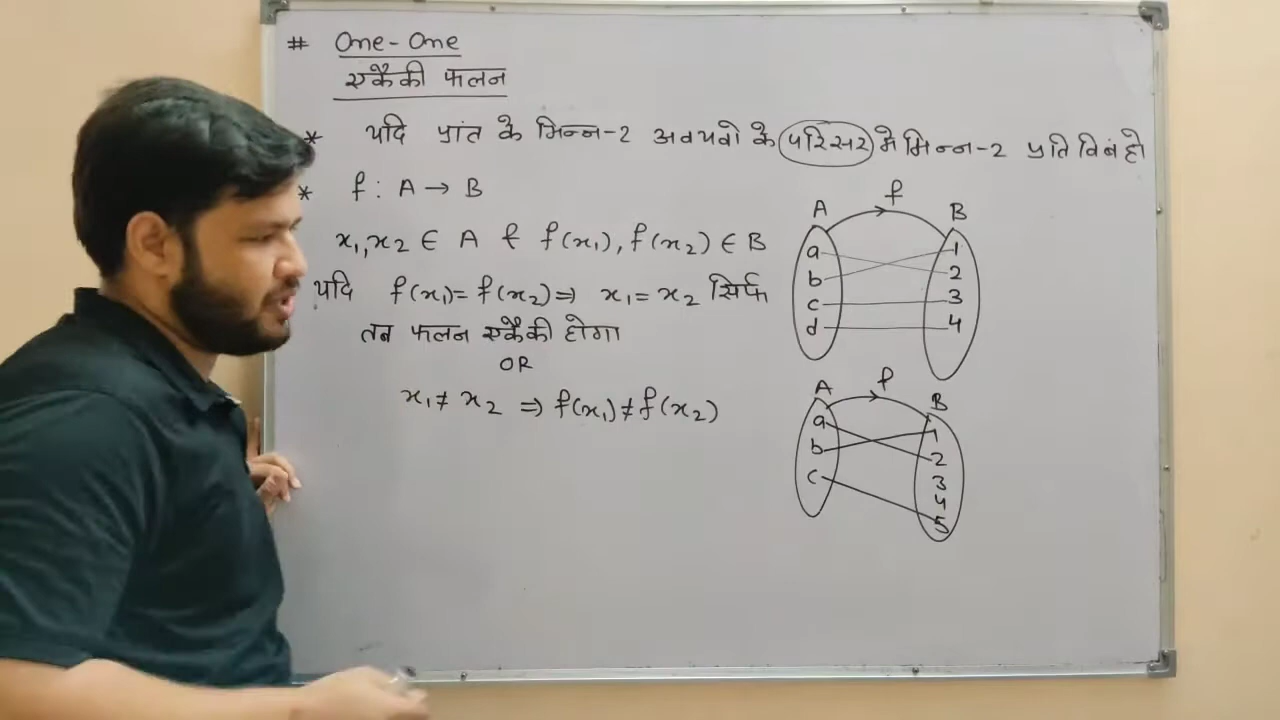 # One-One
एकैकी फलन
* यदि प्रांत के भिन्न-2 अवयवो के परिसर मे भिन्न-2 प्रतिबिंब हो
* f : A → B
x₁,x₂ ∈ A & f(x₁), f(x₂) ∈ B
यदि f(x₁)= f(x₂)⇒ x₁= x₂ सिर्फ
तब फलन एकैकी होगा
OR
x₁≠ x₂ ⇒ f(x₁)≠f(x₂)
f
A B
a 1
b 2
c 3
d 4
f
A B
a 1
b 2
c 3
4
5